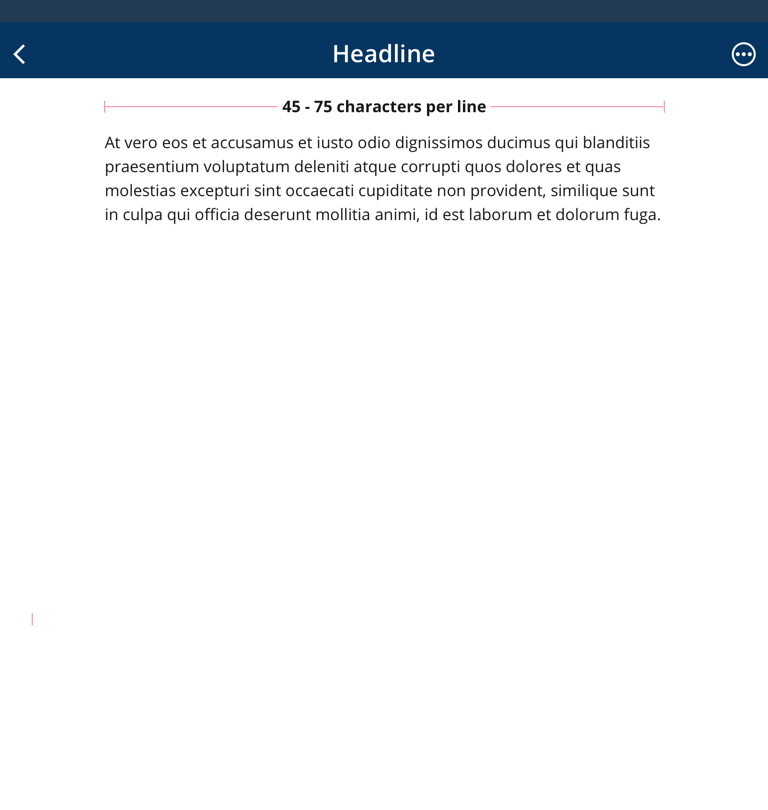 Headline
45 - 75 characters per line
At vero eos et accusamus et iusto odio dignissimos ducimus qui blanditiis
praesentium voluptatum deleniti atque corrupti quos dolores et quas
molestias excepturi sint occaecati cupiditate non provident, similique sunt
in culpa qui officia deserunt mollitia animi, id est laborum et dolorum fuga.